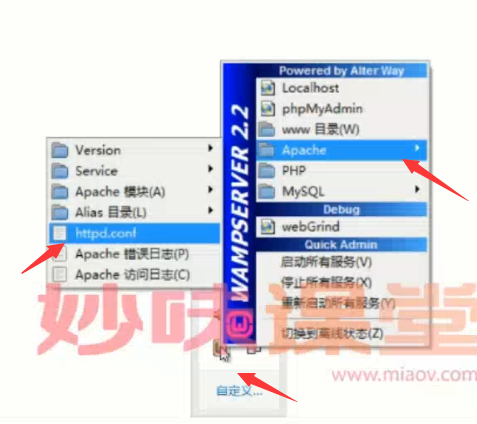 Powered by Alter Way
Localhost
phpMyAdmin
www 目录(W)
Apache
PHP
MySQL
Debug
webGrind
Quick Admin
启动所有服务(V)
停止所有服务(X)
重新启动所有服务(Y)
切换到离线状态(Z)
WAMPSERVER 2.2
Version
Service
Apache 模块(A)
Alias 目录(L)
httpd.conf
Apache 错误日志(P)
Apache 访问日志(C)
妙味课堂
www.miaov.com
自定义...